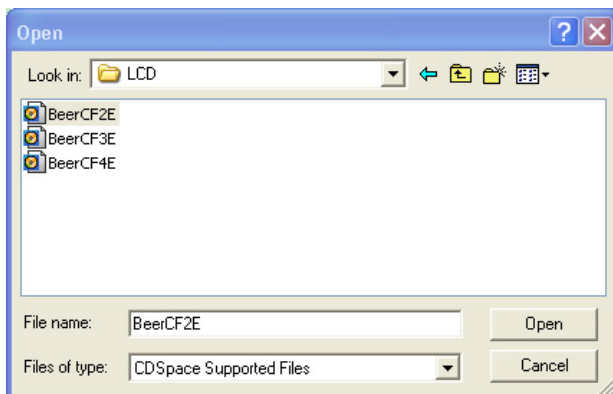 Open
Look in: LCD
BeerCF2E
BeerCF3E
BeerCF4E
File name: BeerCF2E Open
Files of type: CDSpace Supported Files Cancel